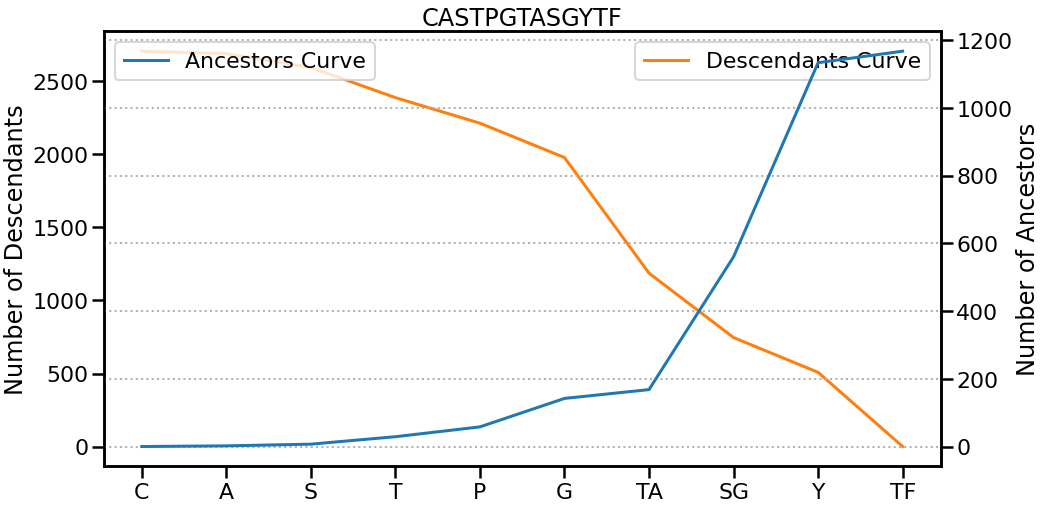 CASTPGTASGYTF
Ancestors Curve
Descendants Curve
Number of Descendants
2500
2000
1500
1000
500
0
Number of Ancestors
1200
1000
800
600
400
200
0
C A S T P G TA SG Y TF